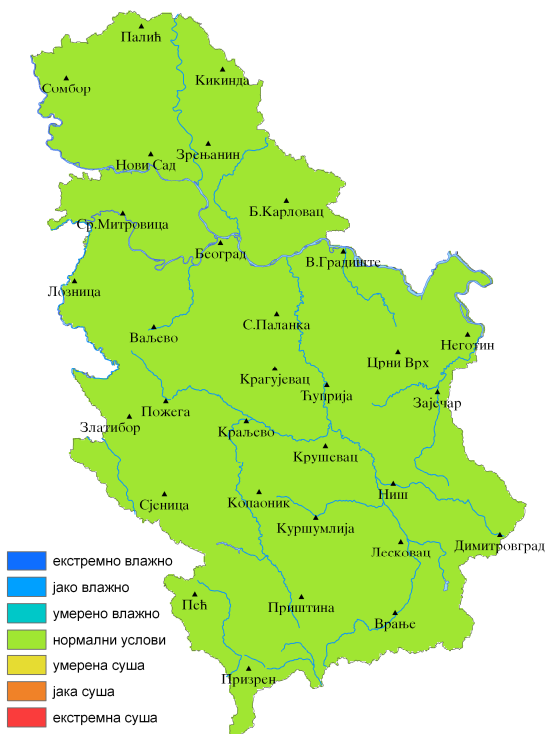 Палић
Кикинда
Сомбор
Зрењанин
Нови Сад
Б.Карловац
Ср.Митровица
Београд
В.Градиште
Лозница
С.Паланка
Ваљево
Неготин
Црни Врх
Крагујевац
Ћуприја
Зајечар
Пожега
Златибор
Краљево
Крушевац
Ниш
Копаоник
Сјеница
Куршумлија
Димитровград
Лесковац
Пећ
Приштина
Врање
Призрен
екстремно влажно
јако влажно
умерено влажно
нормални услови
умерена суша
јака суша
екстремна суша